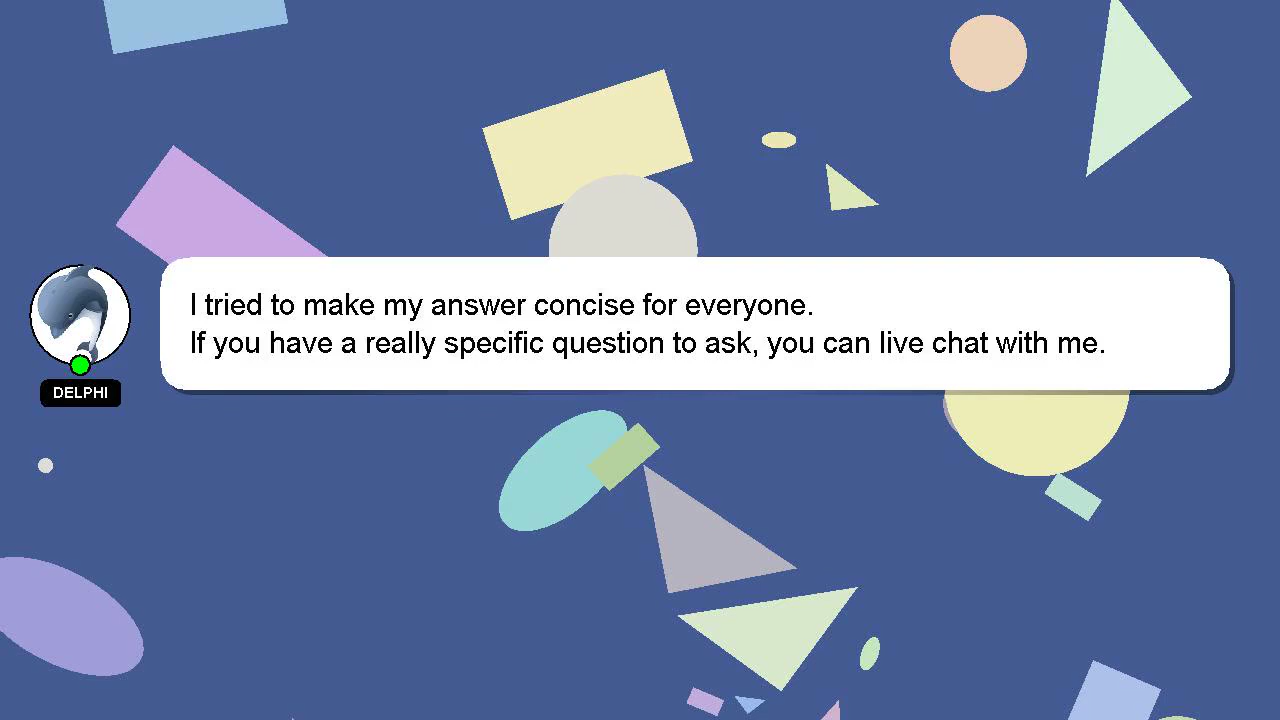 I tried to make my answer concise for everyone.
If you have a really specific question to ask, you can live chat with me.
DELPHI